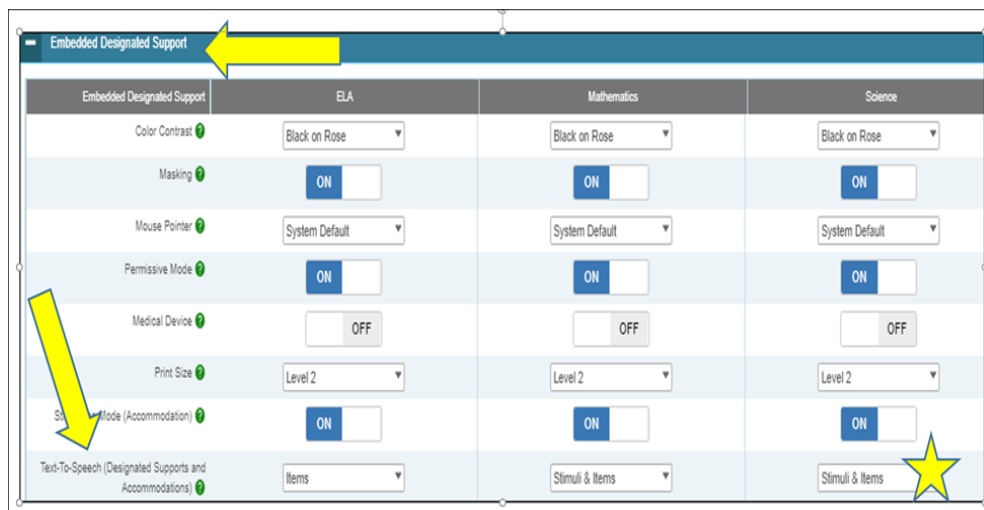 Embedded Designated Support
Embedded Designated Support ELA Mathematics Science
Color Contrast ? Black on Rose Black on Rose Black on Rose
Masking ? ON ON ON
Mouse Pointer ? System Default System Default System Default
Permissive Mode ? ON ON ON
Medical Device ? OFF OFF OFF
Print Size ? Level 2 Level 2 Level 2
Mode (Accommodation) ? ON ON ON
Text-To-Speech (Designated Supports and
Accommodations) ? Items Stimuli & Items Stimuli & Items